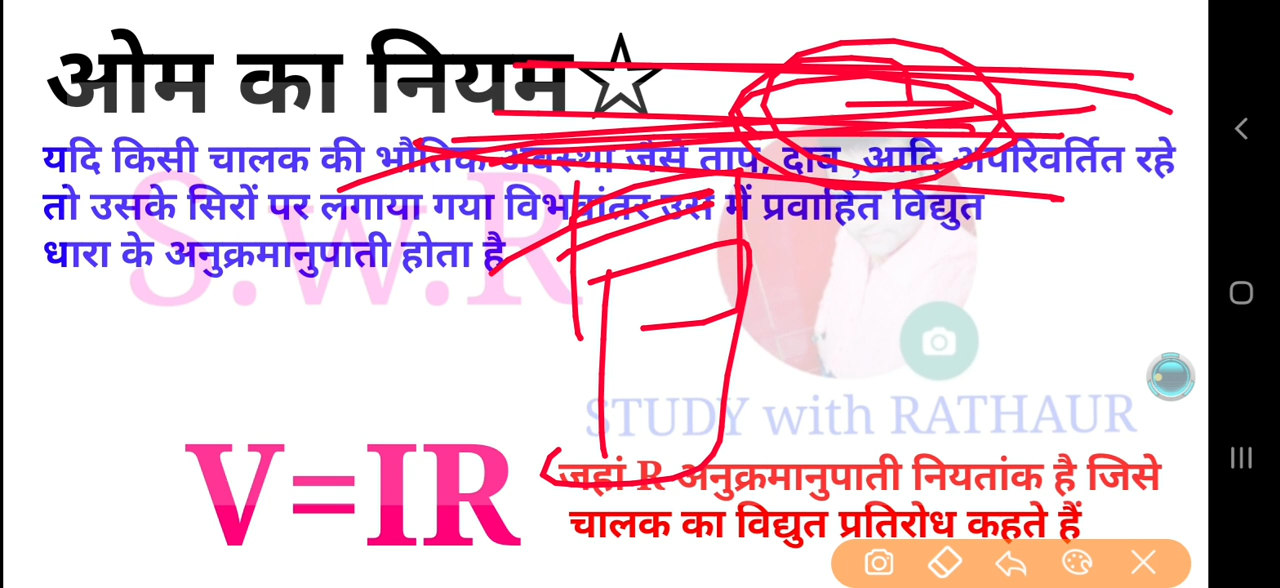 ओम का नियम☆
यदि किसी चालक की भौतिक अवस्था जैसे ताप, दाब ,आदि अपरिवर्तित रहे
तो उसके सिरों पर लगाया गया विभवांतर उस में प्रवाहित विद्युत
धारा के अनुक्रमानुपाती होता है
S.W.R
STUDY with RATHAUR
V=IR
जहां R अनुक्रमानुपाती नियतांक है जिसे
चालक का विद्युत प्रतिरोध कहते हैं